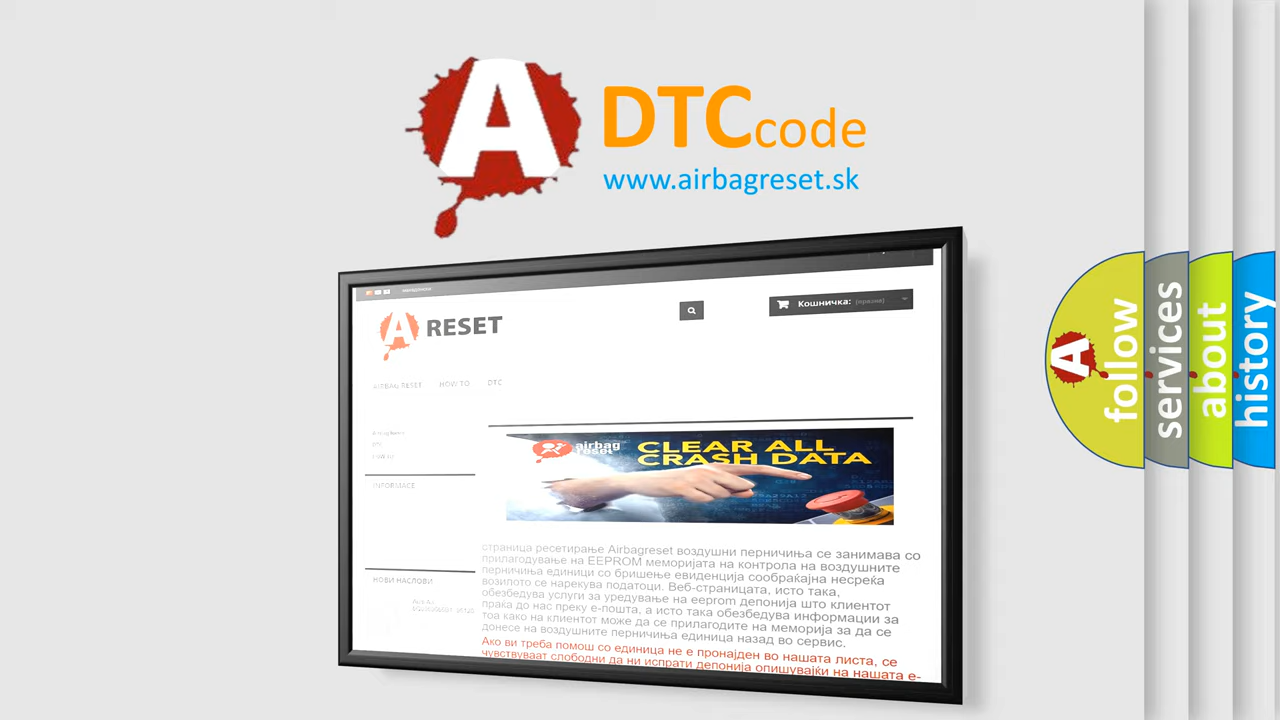 A DTCcode
www.airbagreset.sk
A RESET
Кошничка: (празни)
AIRBAG RESET HOW TO DTC
INFORMACE
airbag
reset
CLEAR ALL
CRASH DATA
страница ресетирање Airbagreset воздушни перничиња се занимава со
прилагодување на EEPROM меморијата на контрола на воздушните
перничиња единици со бришење евиденција сообраќајна несреќа
возилото се нарекува податоци. Веб-страницата, исто така,
обезбедува услуги за уредување на eeprom депонија што клиентот
праќа до нас преку е-пошта, а исто така обезбедува информации за
тоа како на клиентот може да се прилагодите на меморија за да се
донесе на воздушните перничиња единица назад во сервис.
Ако ви треба помош со единица не е пронајден во нашата листа, се
чувствуваат слободни да ни испрати депонија опишувајќи на нашата е-
НОВИ НАСЛОВИ
A follow
services
about
history